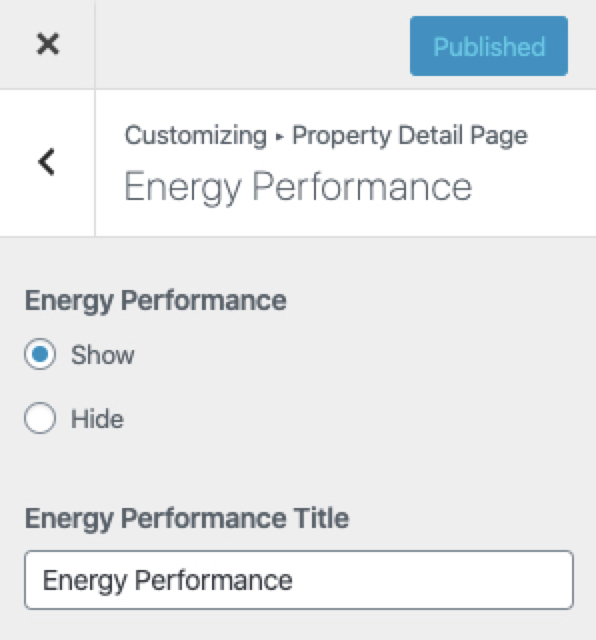 Published
Customizing ▸ Property Detail Page
Energy Performance
Energy Performance
Show
Hide
Energy Performance Title
Energy Performance